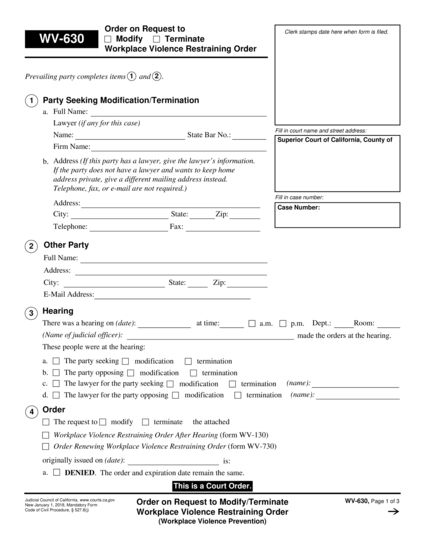 WV-630
Order on Request to
☐ Modify ☐ Terminate
Workplace Violence Restraining Order
Clerk stamps date here when form is filed.
Prevailing party completes items 1 and 2.
1 Party Seeking Modification/Termination
a. Full Name:
Lawyer (if any for this case)
Name: State Bar No.:
Firm Name:
b. Address (If this party has a lawyer, give the lawyer's information.
If the party does not have a lawyer and wants to keep home
address private, give a different mailing address instead.
Telephone, fax, or e-mail are not required.)
Address:
City: State: Zip:
Telephone: Fax:
Fill in court name and street address:
Superior Court of California, County of
Fill in case number:
Case Number:
2 Other Party
Full Name:
Address:
City: State: Zip:
E-Mail Address:
3 Hearing
There was a hearing on (date): at time: ☐ a.m. ☐ p.m. Dept.: Room:
(Name of judicial officer): made the orders at the hearing.
These people were at the hearing:
a. ☐ The party seeking ☐ modification ☐ termination
b. ☐ The party opposing ☐ modification ☐ termination
c. ☐ The lawyer for the party seeking ☐ modification ☐ termination (name):
d. ☐ The lawyer for the party opposing ☐ modification ☐ termination (name):
4 Order
☐ The request to ☐ modify ☐ terminate the attached
☐ Workplace Violence Restraining Order After Hearing (form WV-130)
☐ Order Renewing Workplace Violence Restraining Order (form WV-730)
originally issued on (date): is:
a. ☐ DENIED. The order and expiration date remain the same.
This is a Court Order.
Judicial Council of California, www.courts.ca.gov
New January 1, 2018, Mandatory Form
Code of Civil Procedure, § 527.8(j)
Order on Request to Modify/Terminate
Workplace Violence Restraining Order
(Workplace Violence Prevention)
WV-630, Page 1 of 3
→